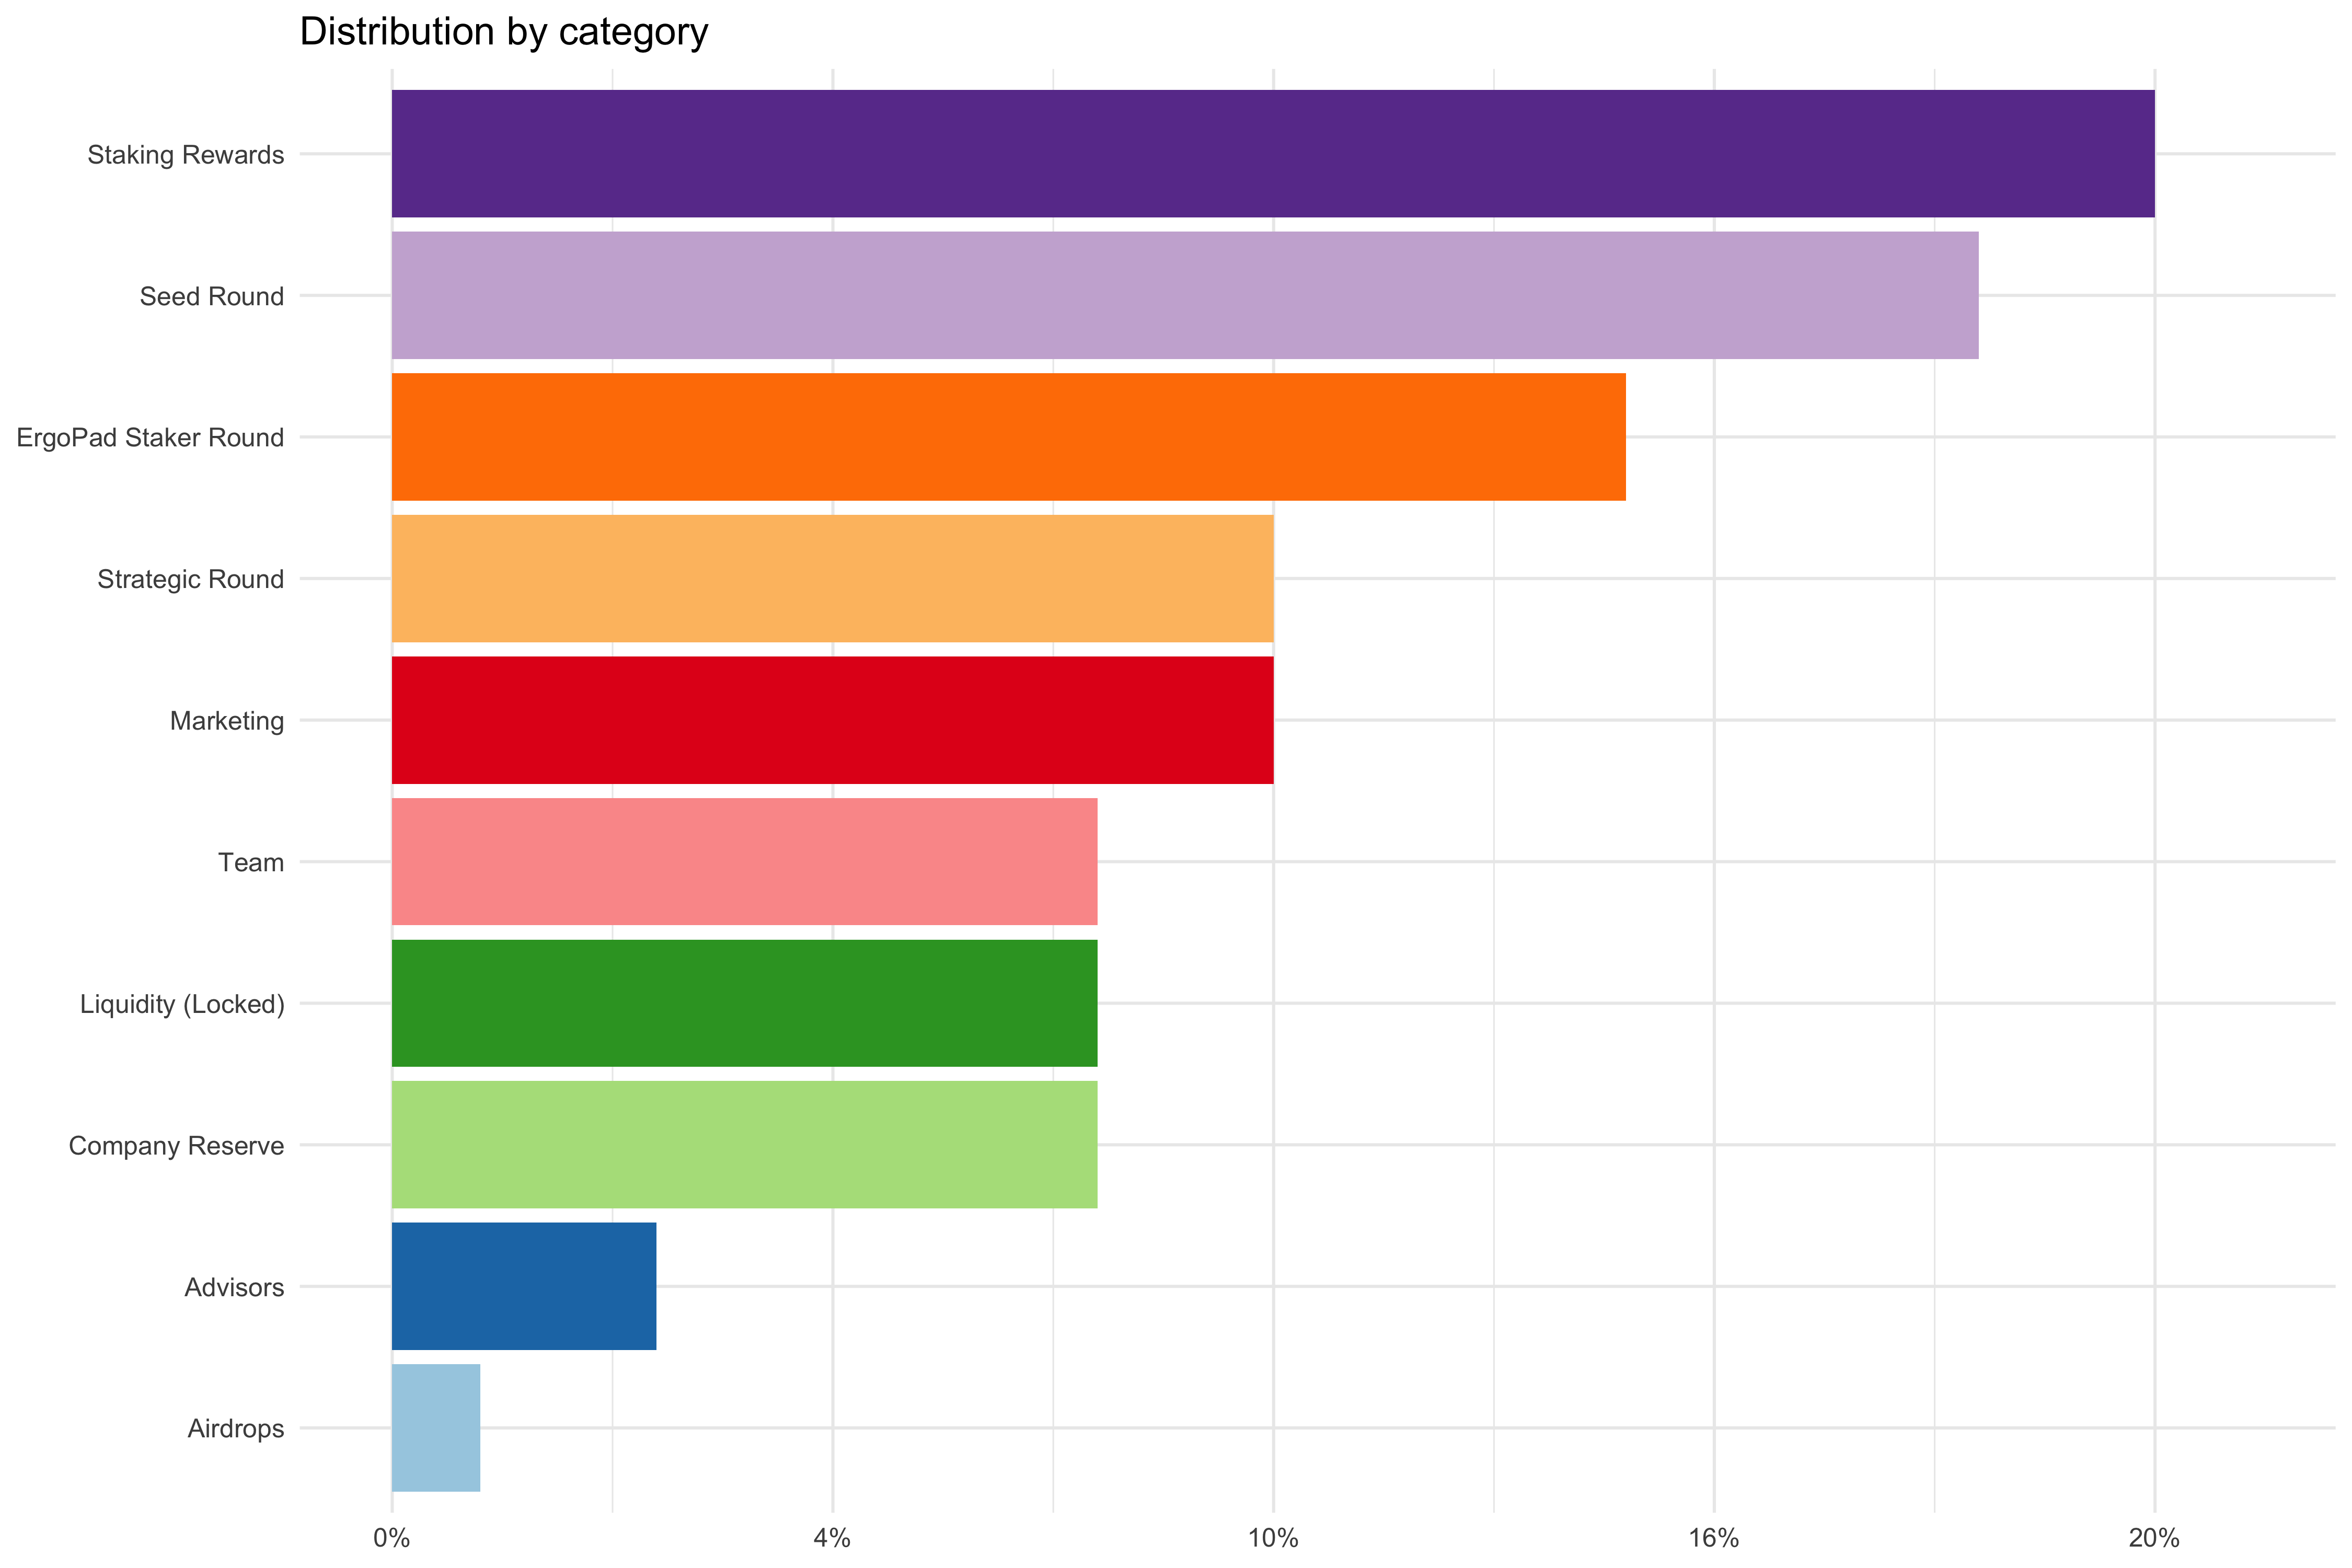 Distribution by category
Staking Rewards
Seed Round
ErgoPad Staker Round
Strategic Round
Marketing
Team
Liquidity (Locked)
Company Reserve
Advisors
Airdrops
0% 4% 10% 16% 20%